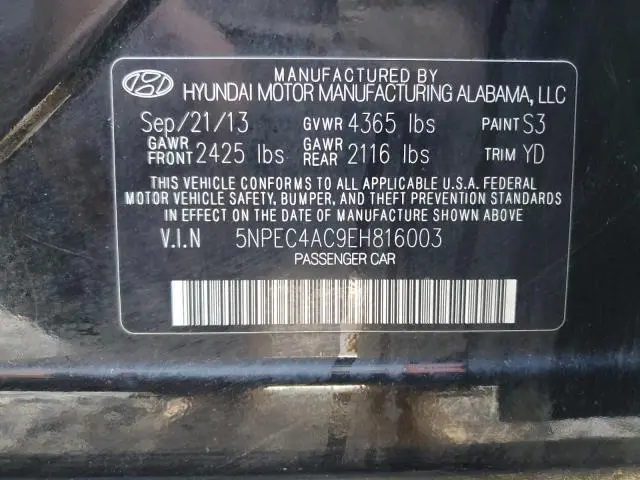 MANUFACTURED BY
HYUNDAI MOTOR MANUFACTURING ALABAMA, LLC
Sep/21/13 GVWR 4365 lbs PAINT S3
GAWR FRONT 2425 lbs GAWR REAR 2116 lbs TRIM YD
THIS VEHICLE CONFORMS TO ALL APPLICABLE U.S.A. FEDERAL
MOTOR VEHICLE SAFETY, BUMPER, AND THEFT PREVENTION STANDARDS
IN EFFECT ON THE DATE OF MANUFACTURE SHOWN ABOVE
V.I.N 5NPEC4AC9EH816003
PASSENGER CAR